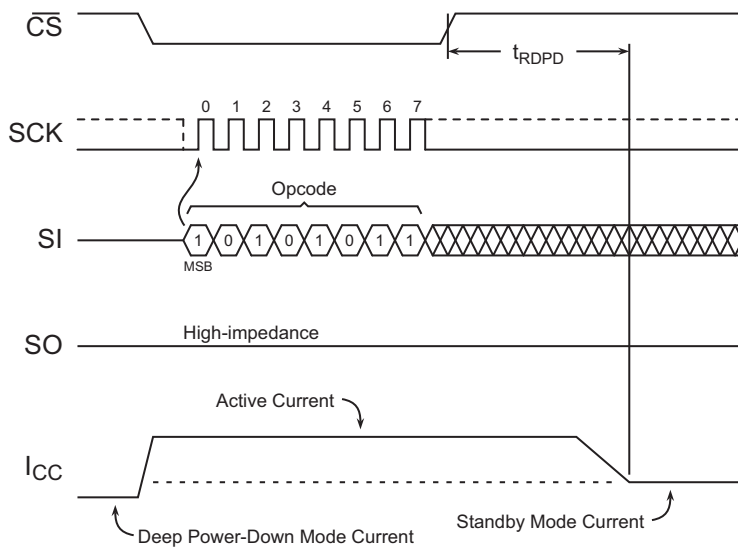 CS
tRDPD
SCK
0 1 2 3 4 5 6 7
Opcode
SI
1 0 1 0 1 0 1 1
MSB
SO
High-impedance
Active Current
ICC
Standby Mode Current
Deep Power-Down Mode Current